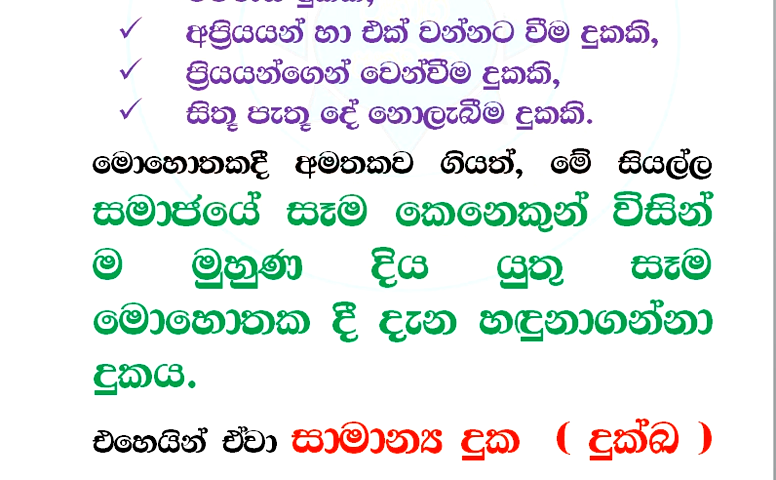 ✓ අප්‍රියයන් හා එක් වන්නට වීම දුකකි,
✓ ප්‍රියයන්ගෙන් වෙන්වීම දුකකි,
✓ සිතූ පැතූ දේ නොලැබීම දුකකි.
මොහොතකදී අමතකව ගියත්, මේ සියල්ල
සමාජයේ සෑම කෙනෙකුන් විසින්
ම මුහුණ දිය යුතු සෑම
මොහොතක දී දැන හඳුනාගන්නා
දුකය.
එහෙයින් ඒවා සාමාන්‍ය දුක ( දුක්ඛ )